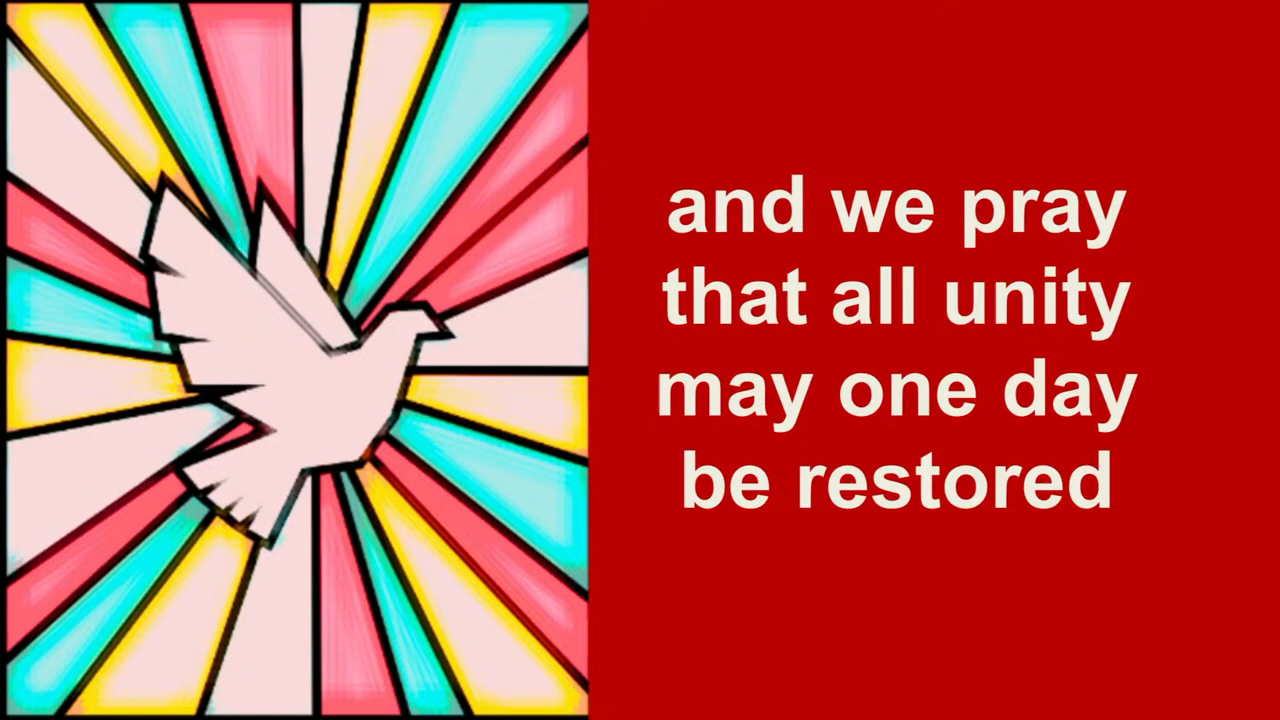 and we pray
that all unity
may one day
be restored